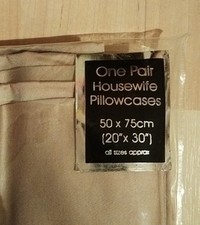 One Pair
Housewife
Pillowcases
50 x 75cm
(20"x 30")
all sizes approx